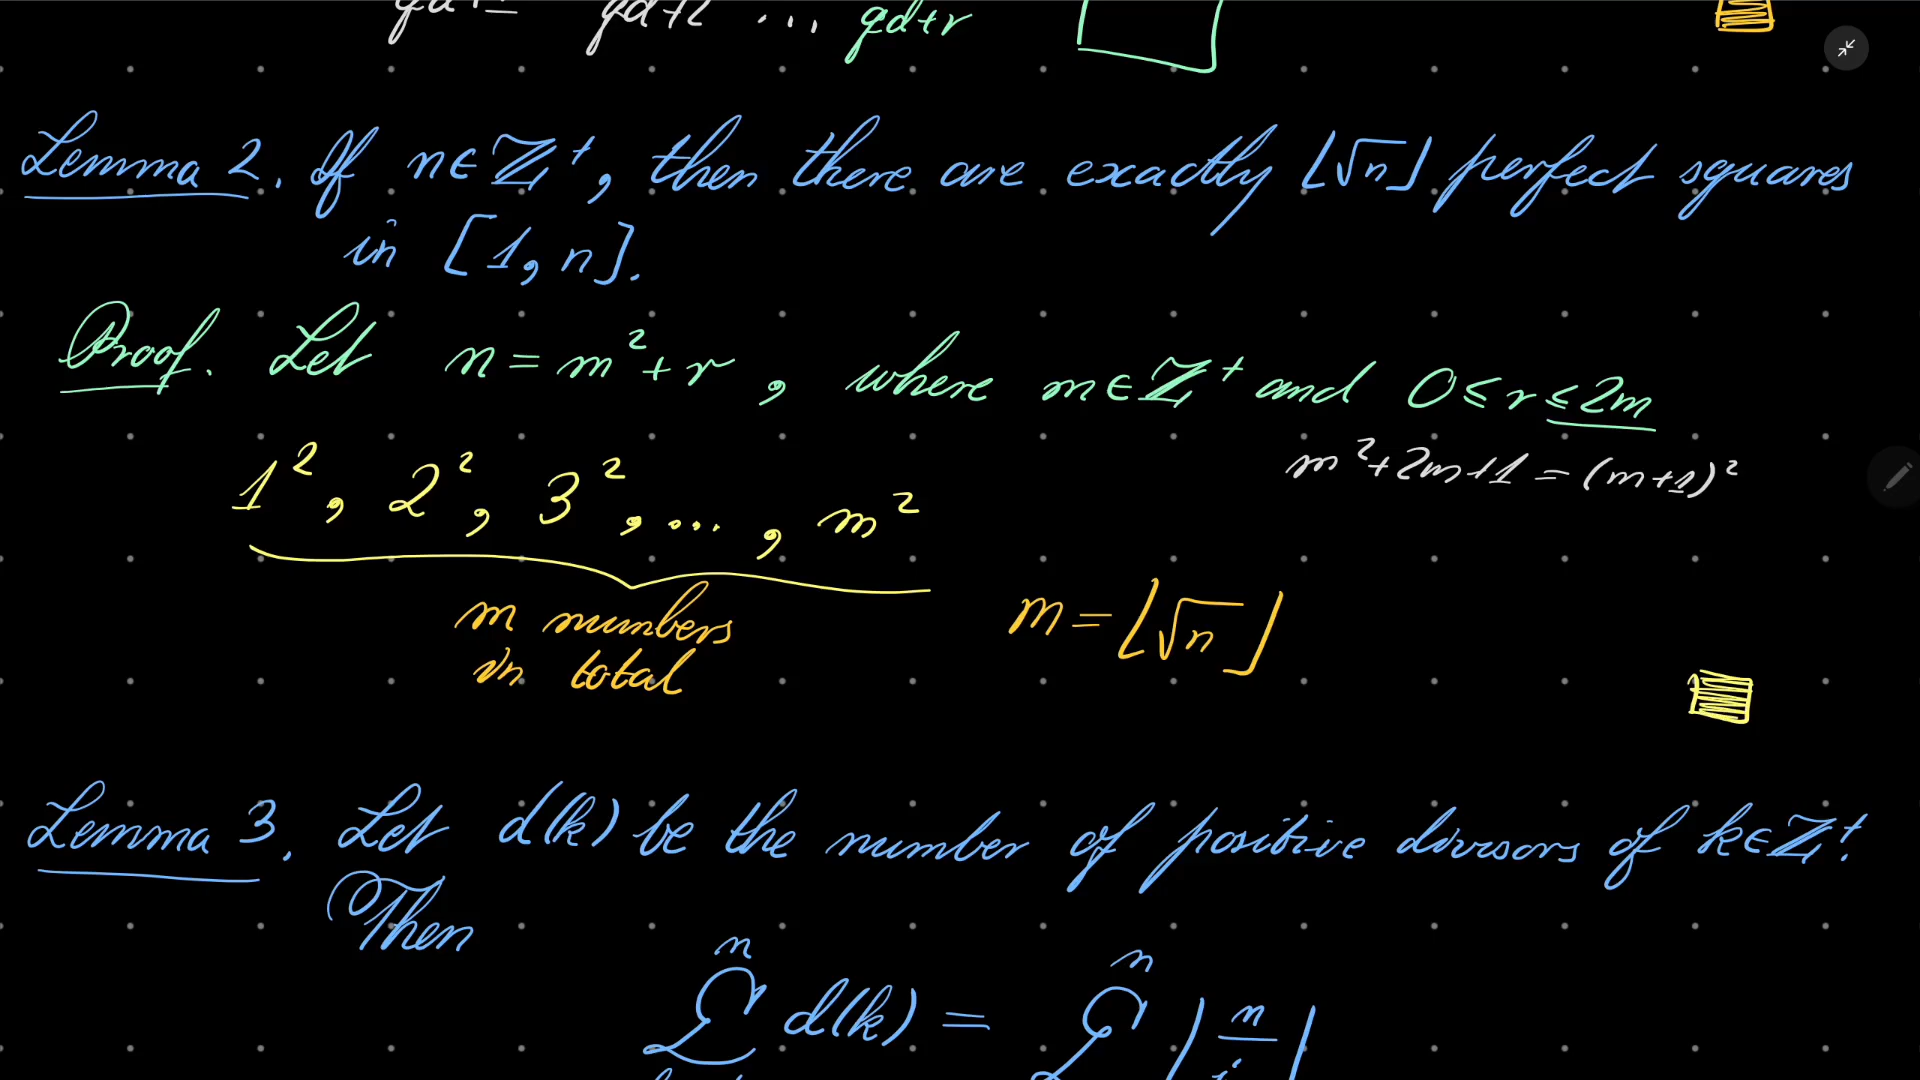 qd+2 ... qd+r
Lemma 2. If n∈ℤ⁺, then there are exactly ⌊√n⌋ perfect squares
in [1, n].
Proof. Let n = m² + r, where m∈ℤ⁺ and 0 ≤ r ≤ 2m
m² + 2m + 1 = (m+1)²
1², 2², 3², ..., m²
m numbers
in total
m = ⌊√n⌋
Lemma 3. Let d(k) be the number of positive divisors of k∈ℤ⁺.
Then
n n
∑ d(k) = ∑ ⌊n/i⌋